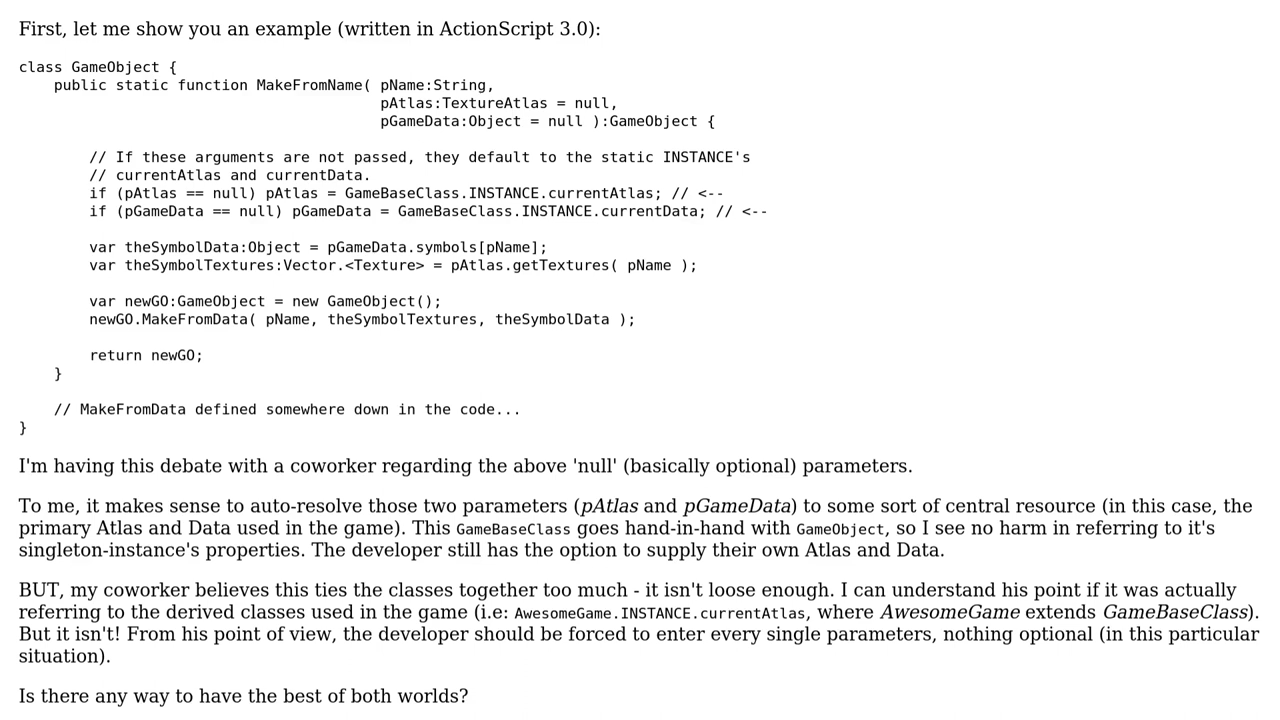 First, let me show you an example (written in ActionScript 3.0):
class GameObject {
    public static function MakeFromName( pName:String,
                                         pAtlas:TextureAtlas = null,
                                         pGameData:Object = null ):GameObject {
        // If these arguments are not passed, they default to the static INSTANCE's
        // currentAtlas and currentData.
        if (pAtlas == null) pAtlas = GameBaseClass.INSTANCE.currentAtlas; // <--
        if (pGameData == null) pGameData = GameBaseClass.INSTANCE.currentData; // <--
        var theSymbolData:Object = pGameData.symbols[pName];
        var theSymbolTextures:Vector.<Texture> = pAtlas.getTextures( pName );
        var newGO:GameObject = new GameObject();
        newGO.MakeFromData( pName, theSymbolTextures, theSymbolData );
        return newGO;
    }
    // MakeFromData defined somewhere down in the code...
}
I'm having this debate with a coworker regarding the above 'null' (basically optional) parameters.
To me, it makes sense to auto-resolve those two parameters (pAtlas and pGameData) to some sort of central resource (in this case, the
primary Atlas and Data used in the game). This GameBaseClass goes hand-in-hand with GameObject, so I see no harm in referring to it's
singleton-instance's properties. The developer still has the option to supply their own Atlas and Data.
BUT, my coworker believes this ties the classes together too much - it isn't loose enough. I can understand his point if it was actually
referring to the derived classes used in the game (i.e: AwesomeGame.INSTANCE.currentAtlas, where AwesomeGame extends GameBaseClass).
But it isn't! From his point of view, the developer should be forced to enter every single parameters, nothing optional (in this particular
situation).
Is there any way to have the best of both worlds?